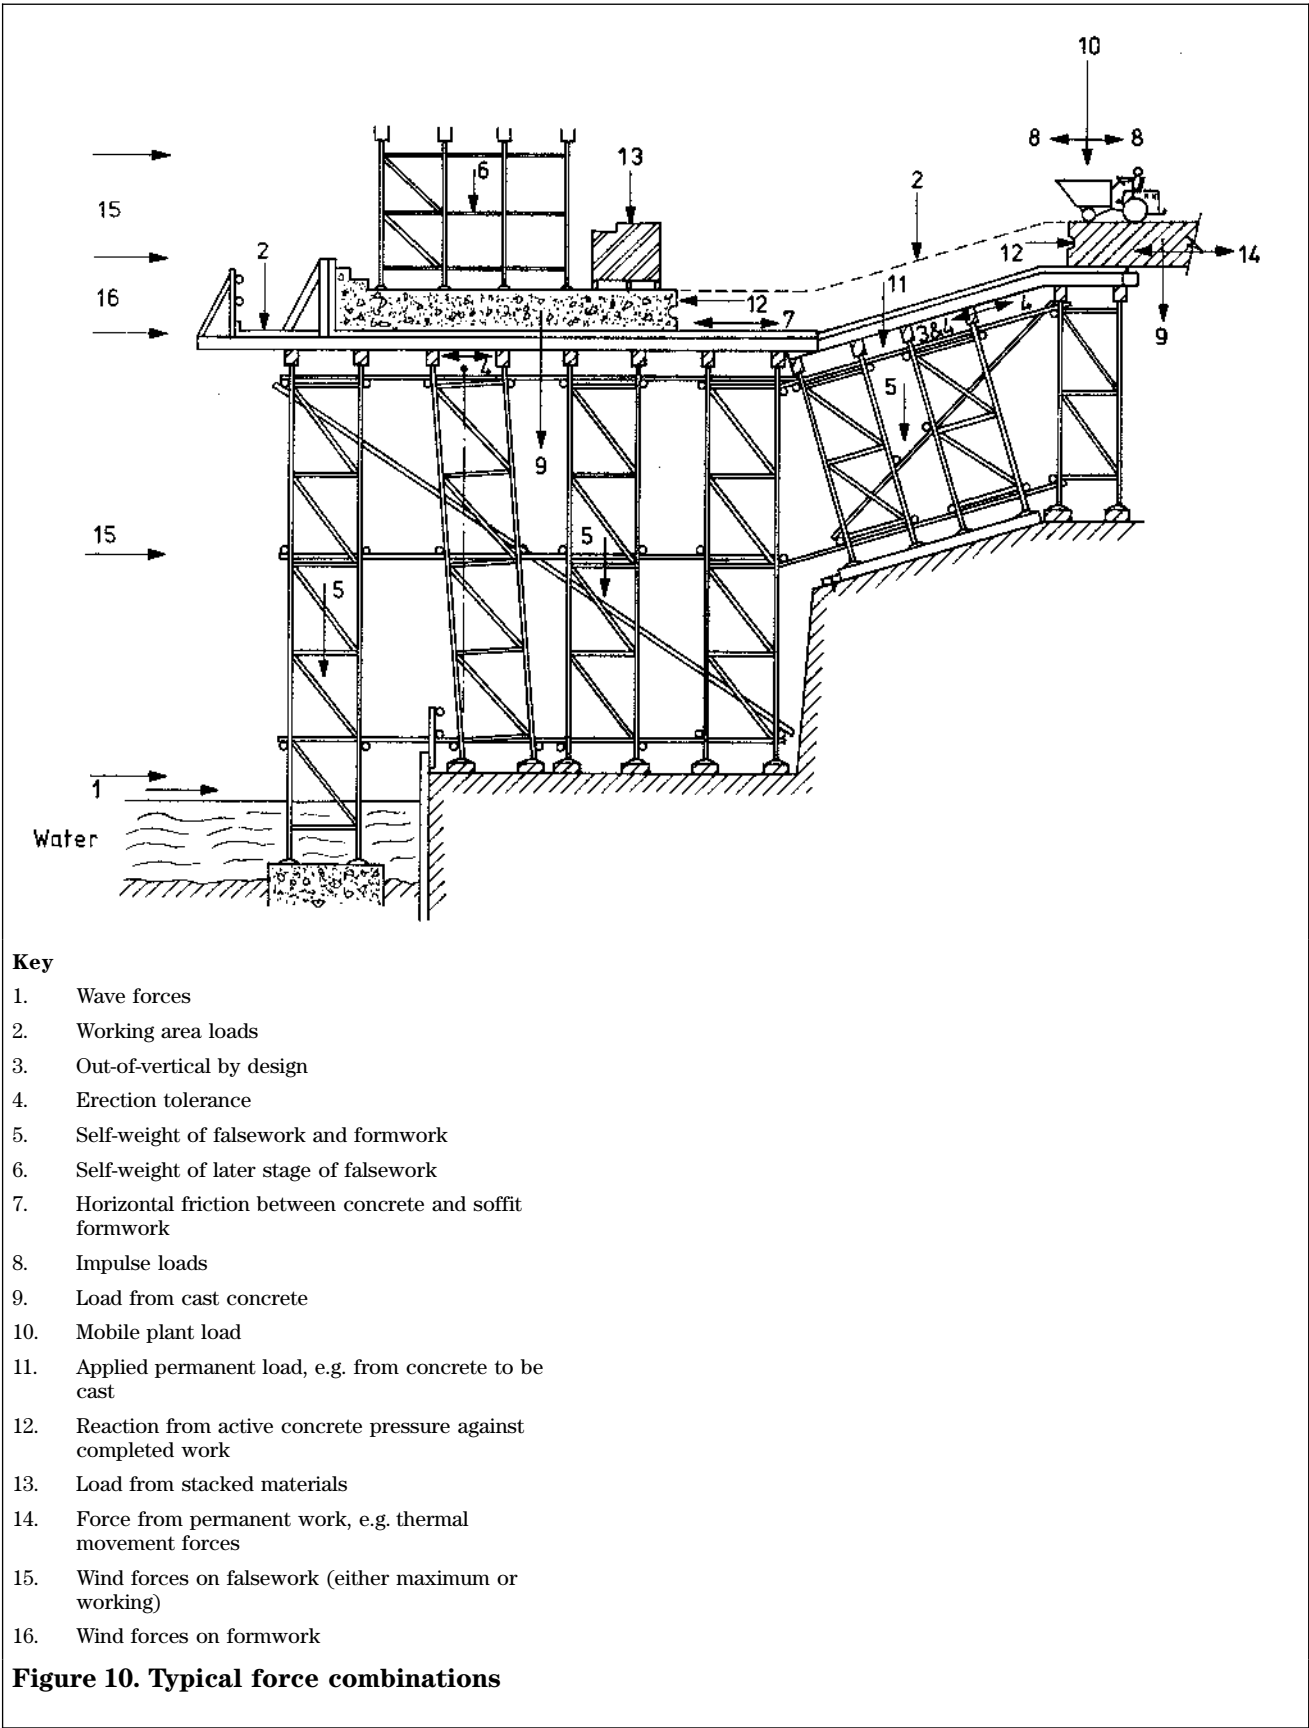 10
8 8
13
6
2
15
2
12
14
11
16
12
4
7
3&4
9
4
5
9
15
5
5
1
Water
Key
1. Wave forces
2. Working area loads
3. Out-of-vertical by design
4. Erection tolerance
5. Self-weight of falsework and formwork
6. Self-weight of later stage of falsework
7. Horizontal friction between concrete and soffit
formwork
8. Impulse loads
9. Load from cast concrete
10. Mobile plant load
11. Applied permanent load, e.g. from concrete to be
cast
12. Reaction from active concrete pressure against
completed work
13. Load from stacked materials
14. Force from permanent work, e.g. thermal
movement forces
15. Wind forces on falsework (either maximum or
working)
16. Wind forces on formwork
Figure 10. Typical force combinations